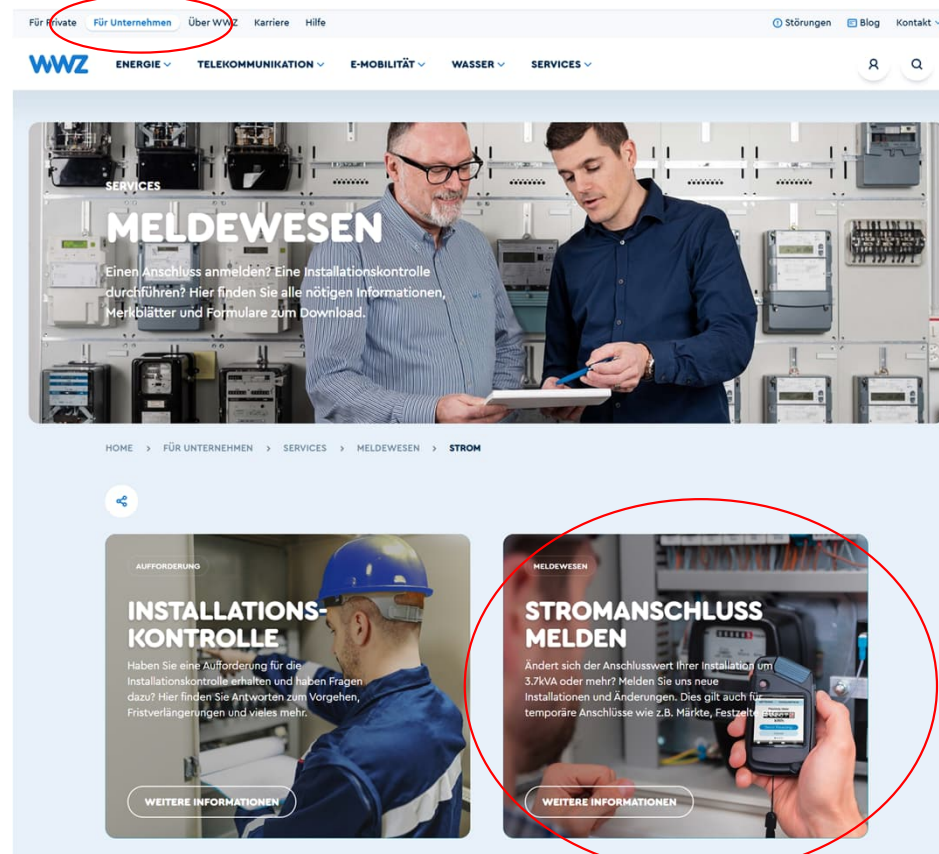 Für Private Für Unternehmen Über WWZ Karriere Hilfe Störungen Blog Kontakt
WWZ ENERGIE TELEKOMMUNIKATION E-MOBILITÄT WASSER SERVICES
SERVICES
MELDEWESEN
Einen Anschluss anmelden? Eine Installationskontrolle
durchführen? Hier finden Sie alle nötigen Informationen,
Merkblätter und Formulare zum Download.
HOME > FÜR UNTERNEHMEN > SERVICES > MELDEWESEN > STROM
AUFFORDERUNG
INSTALLATIONS-
KONTROLLE
Haben Sie eine Aufforderung für die
Installationskontrolle erhalten und haben Fragen
dazu? Hier finden Sie Antworten zum Vorgehen,
Fristverlängerungen und vieles mehr.
WEITERE INFORMATIONEN
MELDEWESEN
STROMANSCHLUSS
MELDEN
Ändert sich der Anschlusswert Ihrer Installation um
3.7kVA oder mehr? Melden Sie uns neue
Installationen und Änderungen. Dies gilt auch für
temporäre Anschlüsse wie z.B. Märkte, Festzelte
WEITERE INFORMATIONEN